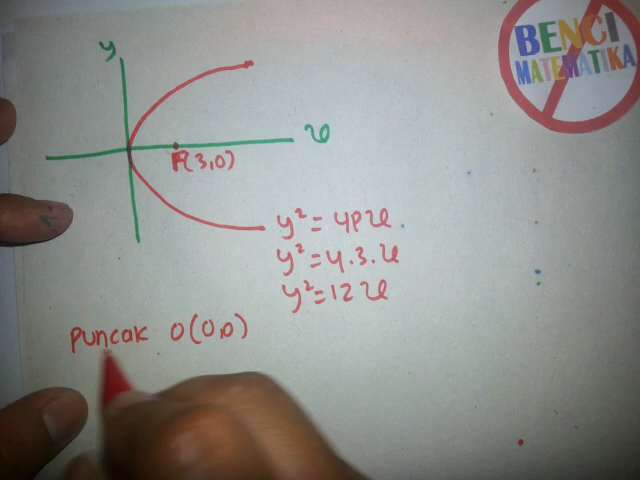 BENCI
MATEMATIKA
y
x
F(3,0)
y² = 4px
y² = 4.3.x
y² = 12x
Puncak O(0,0)